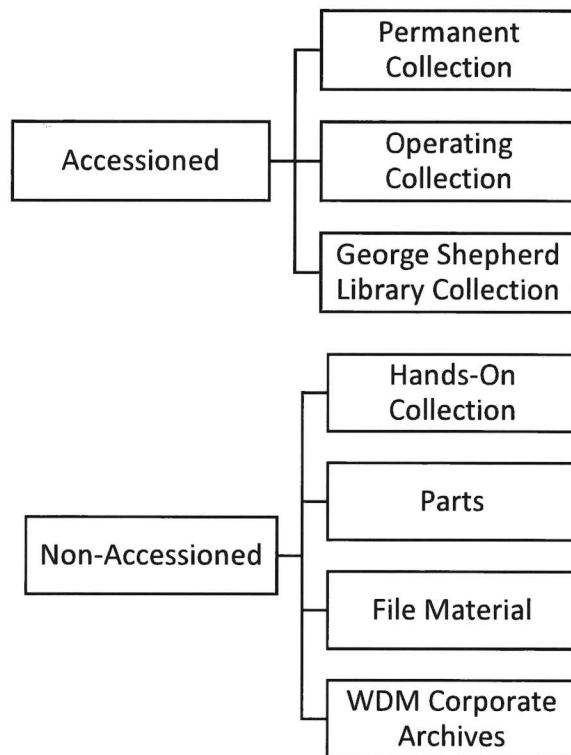 Accessioned
Permanent
Collection
Operating
Collection
George Shepherd
Library Collection
Non-Accessioned
Hands-On
Collection
Parts
File Material
WDM Corporate
Archives